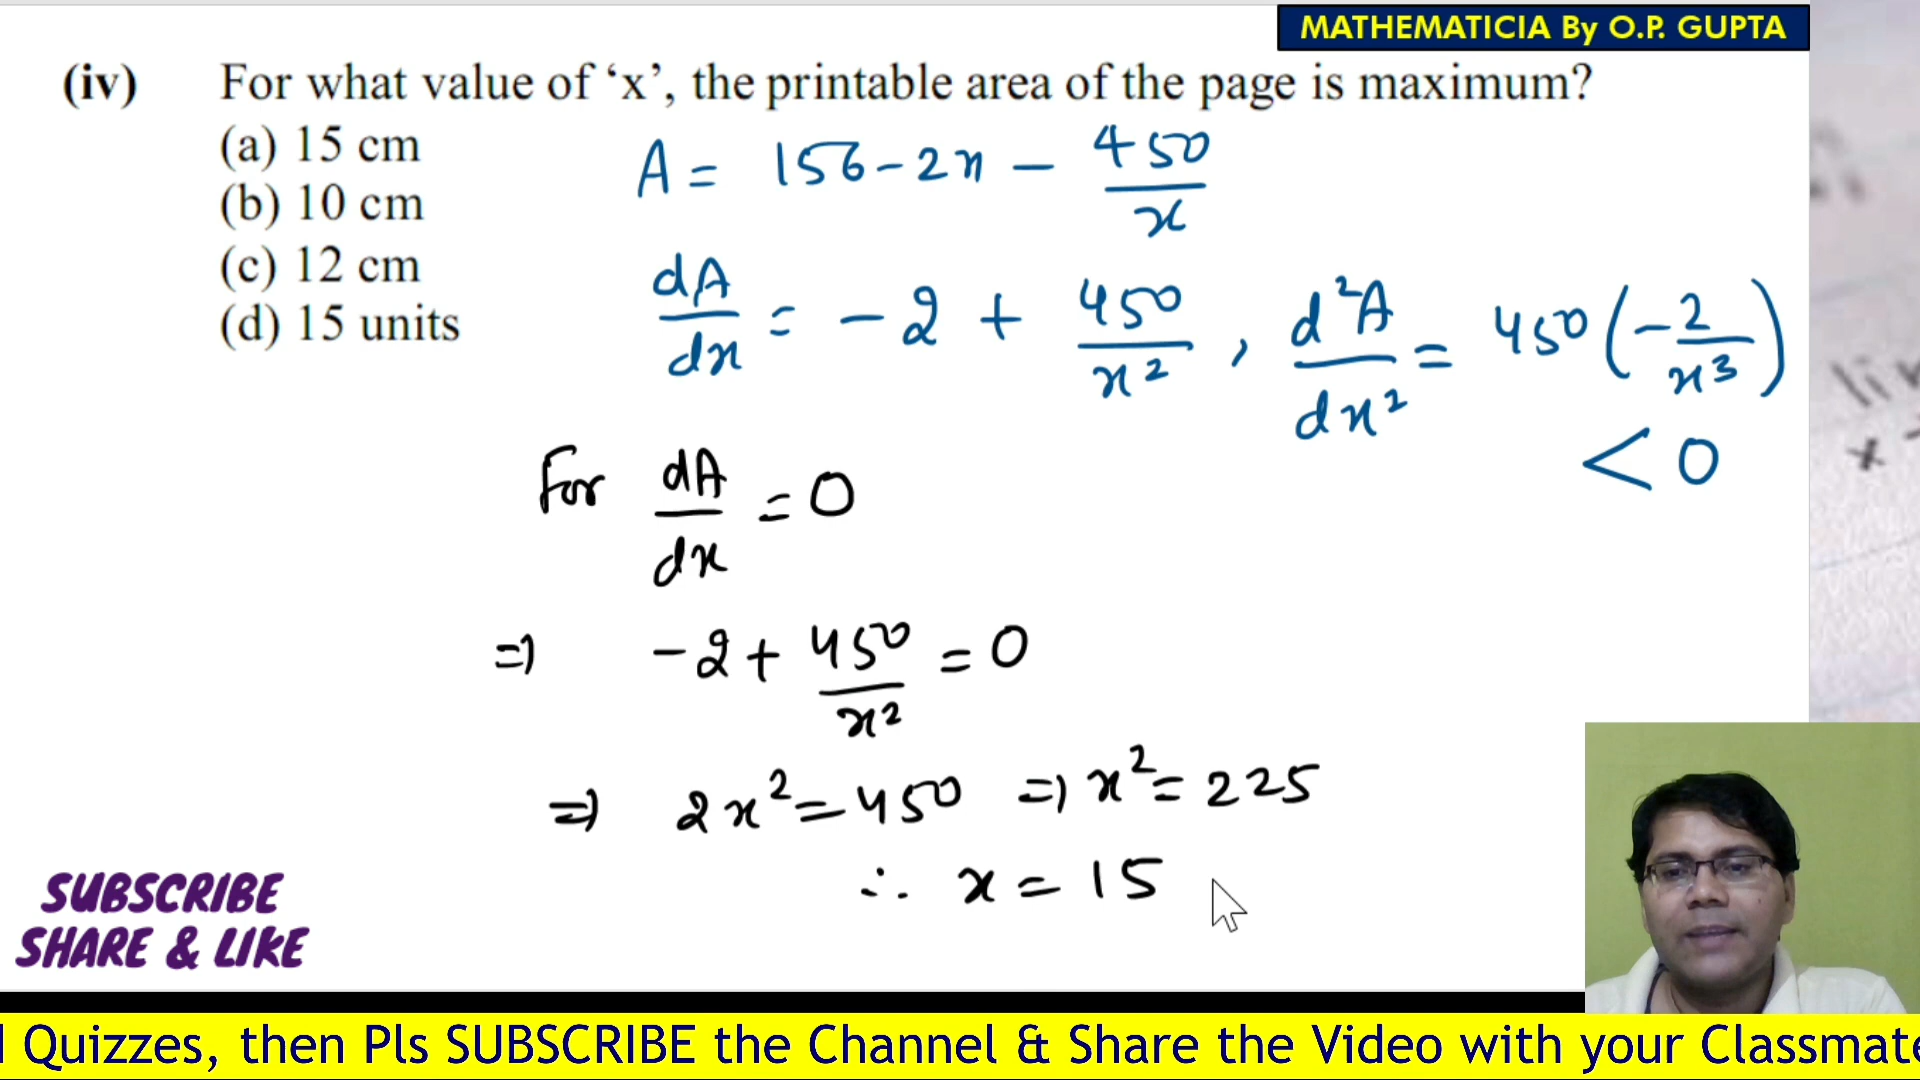 MATHEMATICIA By O.P. GUPTA
(iv) For what value of ‘x’, the printable area of the page is maximum?
(a) 15 cm
(b) 10 cm
(c) 12 cm
(d) 15 units
A = 156 - 2x - 450/x
dA/dx = -2 + 450/x², d²A/dx² = 450(-2/x³)
< 0
For dA/dx = 0
⇒ -2 + 450/x² = 0
⇒ 2x² = 450 ⇒ x² = 225
∴ x = 15
SUBSCRIBE
SHARE & LIKE
Quizzes, then Pls SUBSCRIBE the Channel & Share the Video with your Classmate